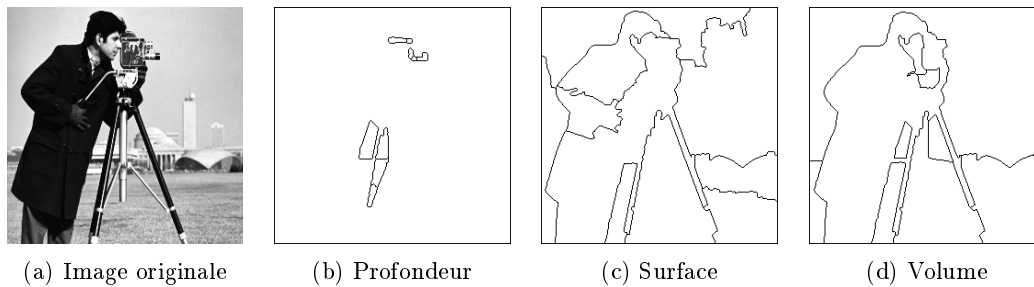 (a) Image originale
(b) Profondeur
(c) Surface
(d) Volume